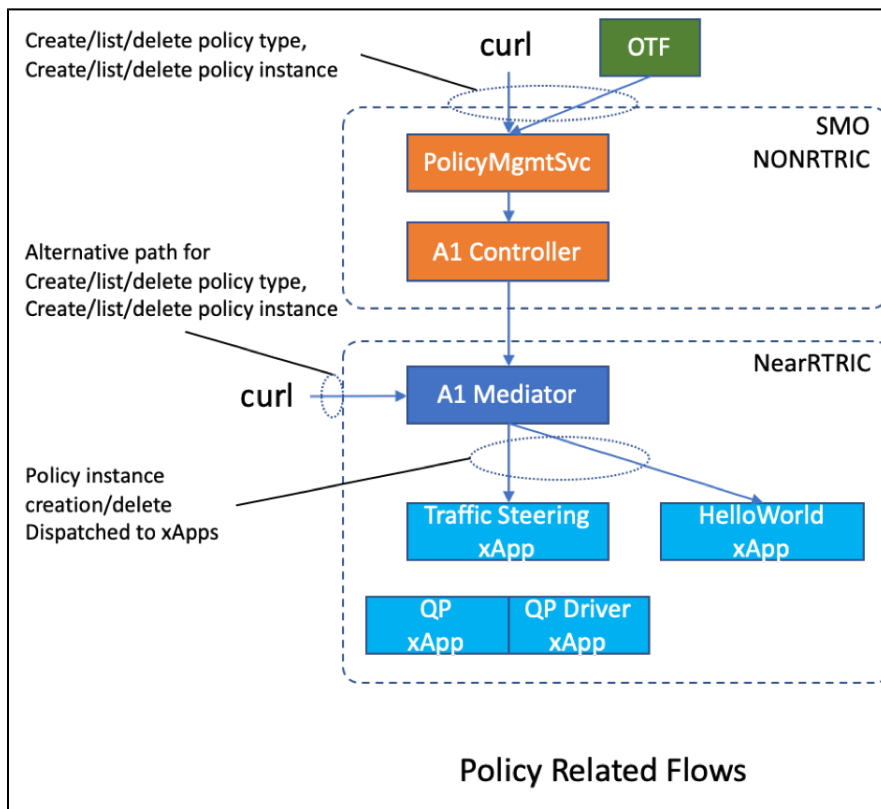 Create/list/delete policy type,
Create/list/delete policy instance
curl
OTF
SMO
NONRTRIC
PolicyMgmtSvc
A1 Controller
Alternative path for
Create/list/delete policy type,
Create/list/delete policy instance
NearRTRIC
curl
A1 Mediator
Policy instance
creation/delete
Dispatched to xApps
Traffic Steering
xApp
HelloWorld
xApp
QP
xApp
QP Driver
xApp
Policy Related Flows